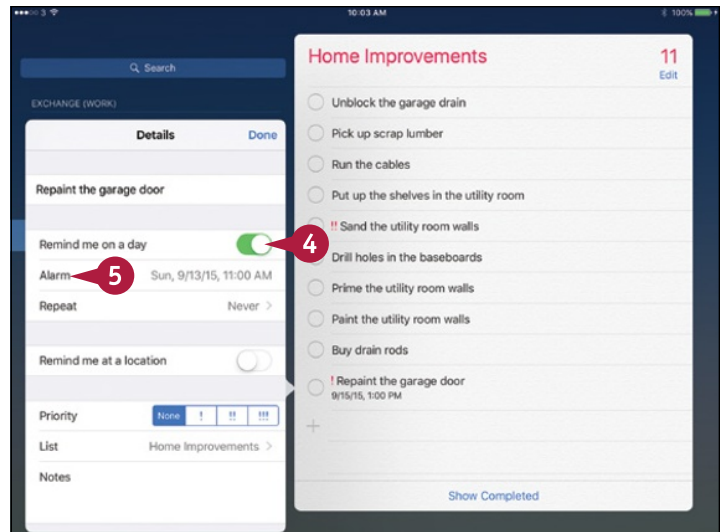 3
10:03 AM
100%
Search
EXCHANGE (WORK)
Details
Done
Repaint the garage door
Remind me on a day
4
Alarm
5
Sun, 9/13/15, 11:00 AM
Repeat
Never >
Remind me at a location
Priority
None ! !! !!!
List
Home Improvements >
Notes
Home Improvements
11
Edit
Unblock the garage drain
Pick up scrap lumber
Run the cables
Put up the shelves in the utility room
!! Sand the utility room walls
Drill holes in the baseboards
Prime the utility room walls
Paint the utility room walls
Buy drain rods
! Repaint the garage door
9/15/15, 1:00 PM
+
Show Completed